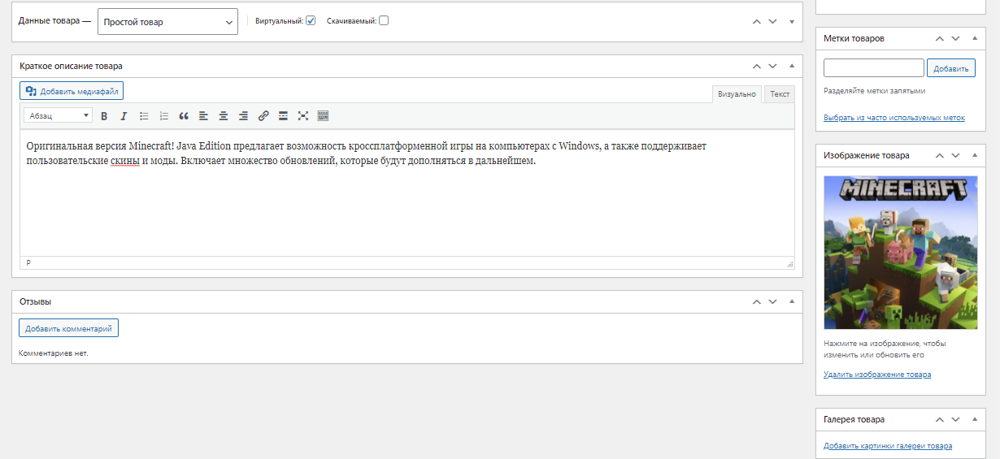 Данные товара —
Простой товар
Виртуальный:
Скачиваемый:
Краткое описание товара
Добавить медиафайл
Визуально
Текст
Абзац
B
I
Оригинальная версия Minecraft! Java Edition предлагает возможность кроссплатформенной игры на компьютерах с Windows, а также поддерживает
пользовательские скины и моды. Включает множество обновлений, которые будут дополняться в дальнейшем.
P
Отзывы
Добавить комментарий
Комментариев нет.
Метки товаров
Добавить
Разделяйте метки запятыми
Выбрать из часто используемых меток
Изображение товара
MINECRAFT
Нажмите на изображение, чтобы
изменить или обновить его
Удалить изображение товара
Галерея товара
Добавить картинки галереи товара